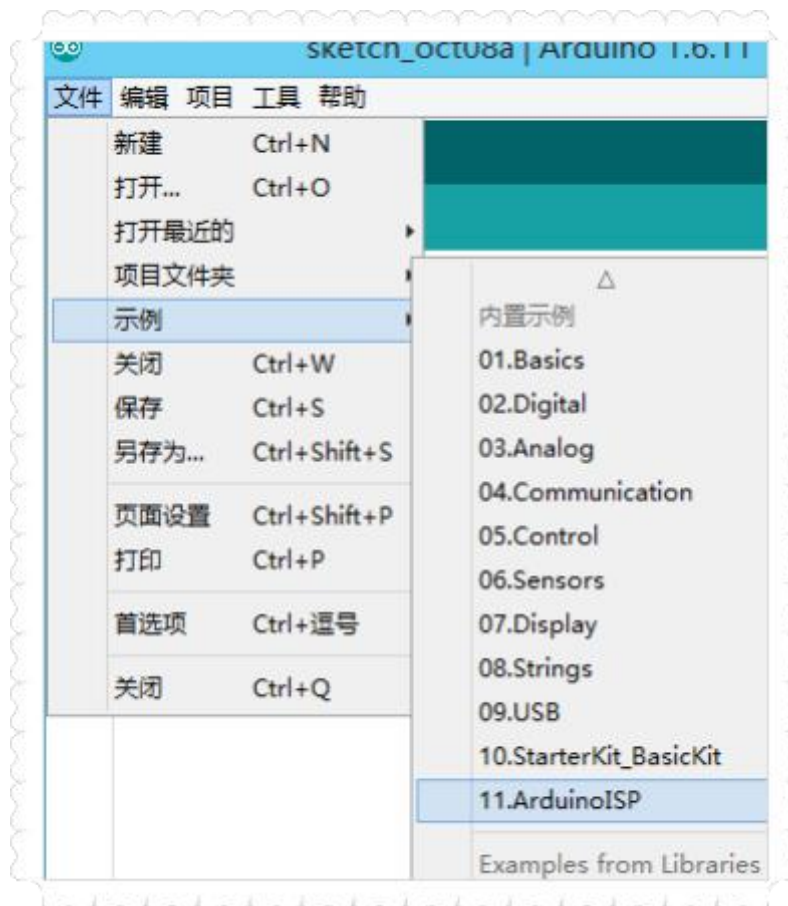 sketch_oct08a | Arduino 1.6.11
文件 编辑 项目 工具 帮助
新建 Ctrl+N
打开... Ctrl+O
打开最近的
项目文件夹
示例
关闭 Ctrl+W
保存 Ctrl+S
另存为... Ctrl+Shift+S
页面设置 Ctrl+Shift+P
打印 Ctrl+P
首选项 Ctrl+逗号
关闭 Ctrl+Q
内置示例
01.Basics
02.Digital
03.Analog
04.Communication
05.Control
06.Sensors
07.Display
08.Strings
09.USB
10.StarterKit_BasicKit
11.ArduinoISP
Examples from Libraries